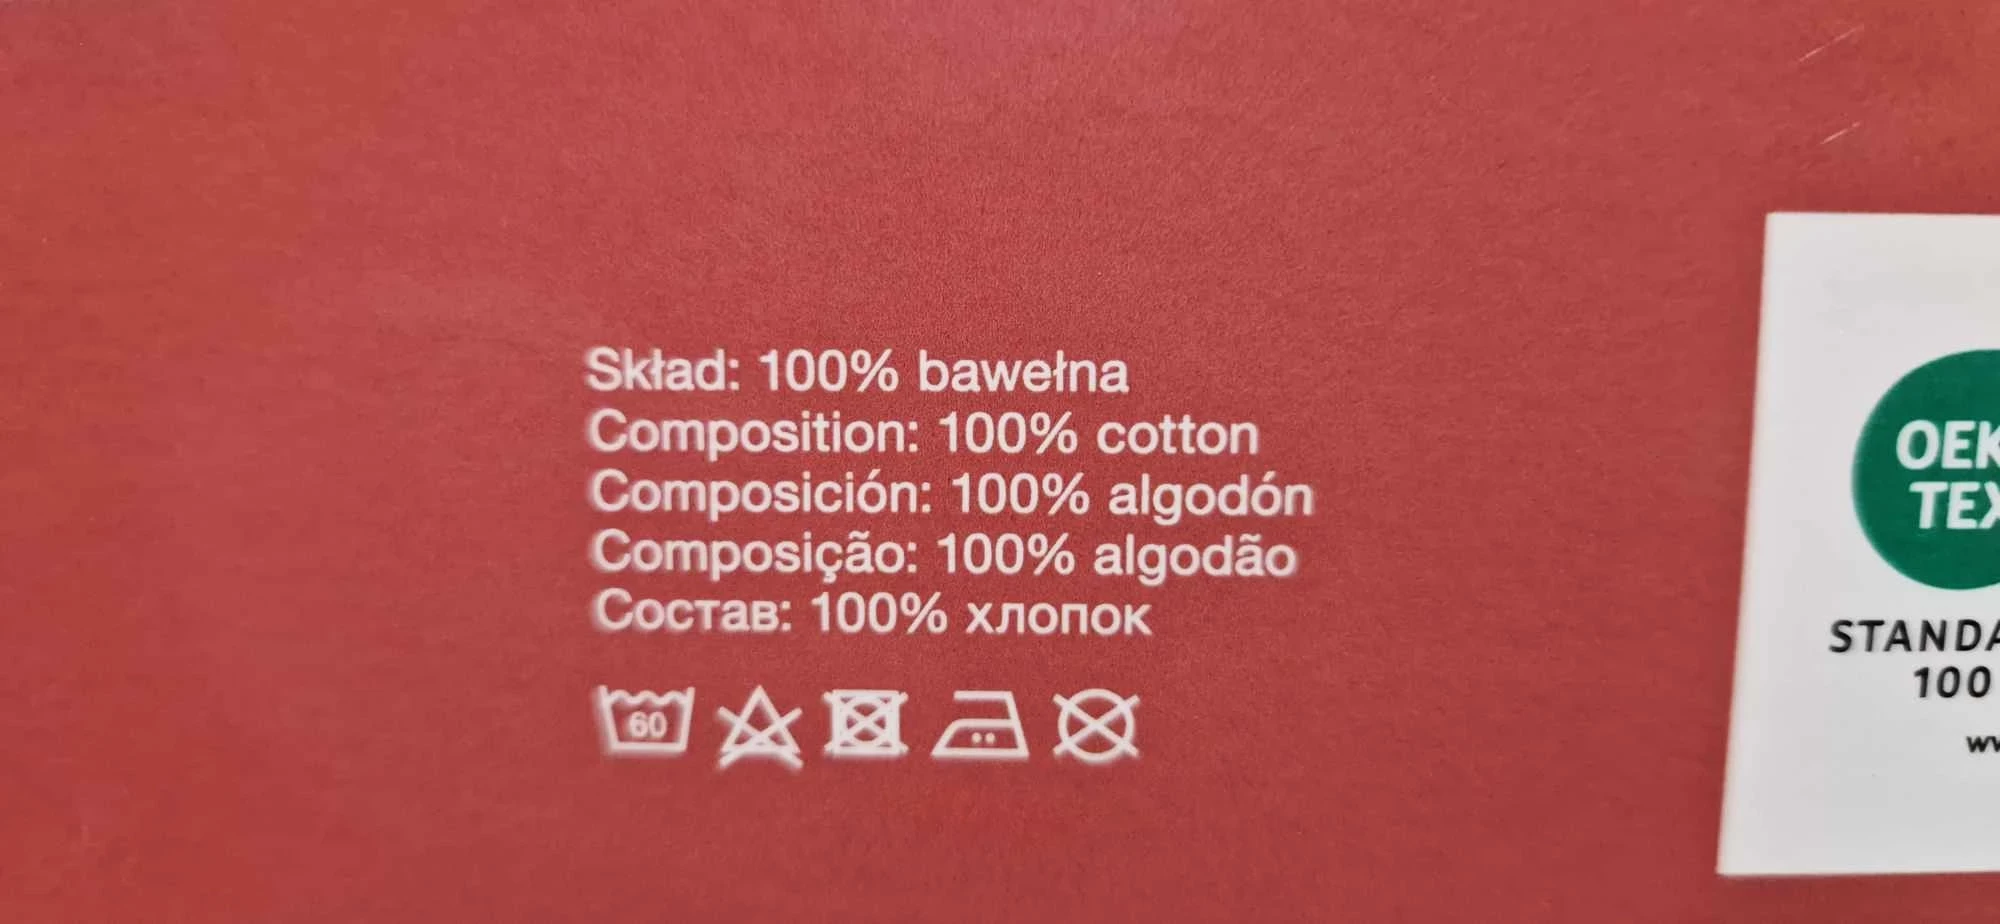 Skład: 100% bawełna
Composition: 100% cotton
Composición: 100% algodón
Composição: 100% algodão
Состав: 100% хлопок
60
OEK
TEX
STANDA
100